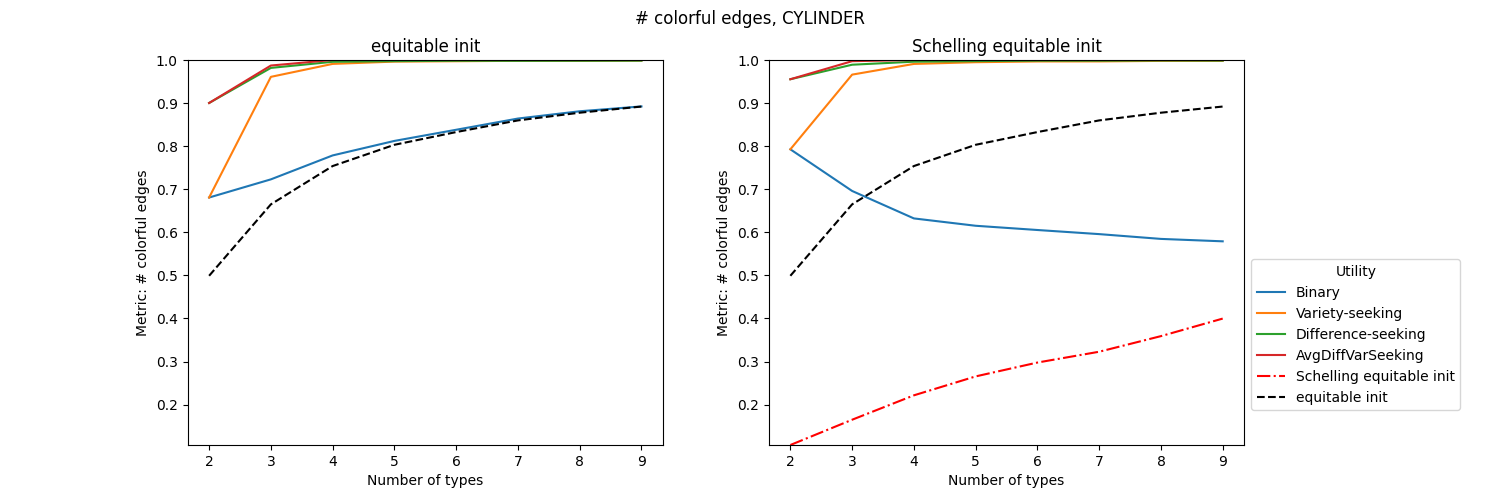 # colorful edges, CYLINDER
equitable init
1.0
0.9
0.8
0.7
0.6
0.5
0.4
0.3
0.2
Metric: # colorful edges
2 3 4 5 6 7 8 9
Number of types
Schelling equitable init
1.0
0.9
0.8
0.7
0.6
0.5
0.4
0.3
0.2
Metric: # colorful edges
2 3 4 5 6 7 8 9
Number of types
Utility
Binary
Variety-seeking
Difference-seeking
AvgDiffVarSeeking
Schelling equitable init
equitable init